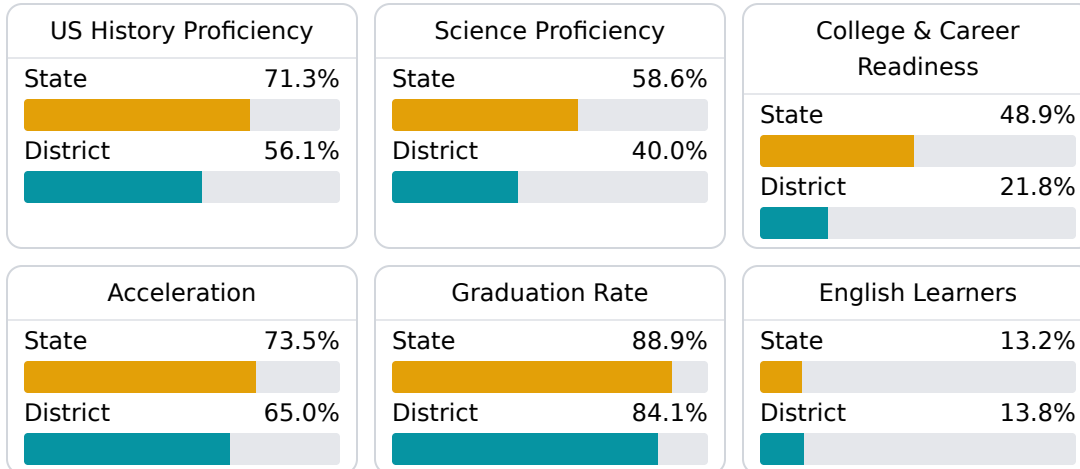 US History Proficiency
State 71.3%
District 56.1%
Science Proficiency
State 58.6%
District 40.0%
College & Career
Readiness
State 48.9%
District 21.8%
Acceleration
State 73.5%
District 65.0%
Graduation Rate
State 88.9%
District 84.1%
English Learners
State 13.2%
District 13.8%